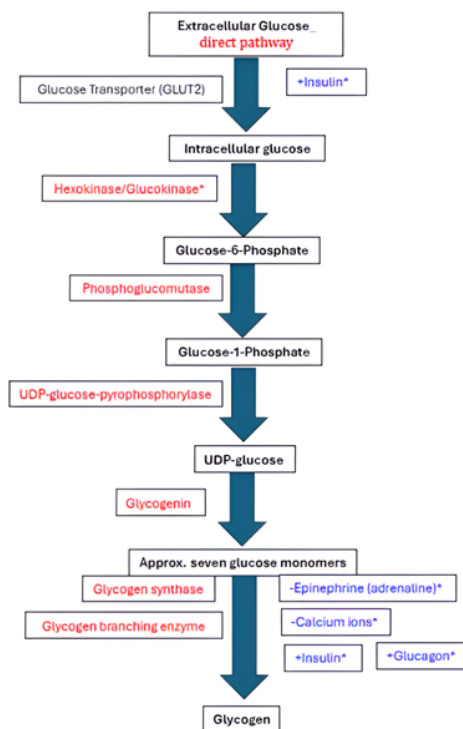 Extracellular Glucose_
direct pathway
Glucose Transporter (GLUT2)
+Insulin*
Intracellular glucose
Hexokinase/Glucokinase*
Glucose-6-Phosphate
Phosphoglucomutase
Glucose-1-Phosphate
UDP-glucose-pyrophosphorylase
UDP-glucose
Glycogenin
Approx. seven glucose monomers
Glycogen synthase
-Epinephrine (adrenaline)*
Glycogen branching enzyme
-Calcium ions*
+Insulin*
+Glucagon*
Glycogen